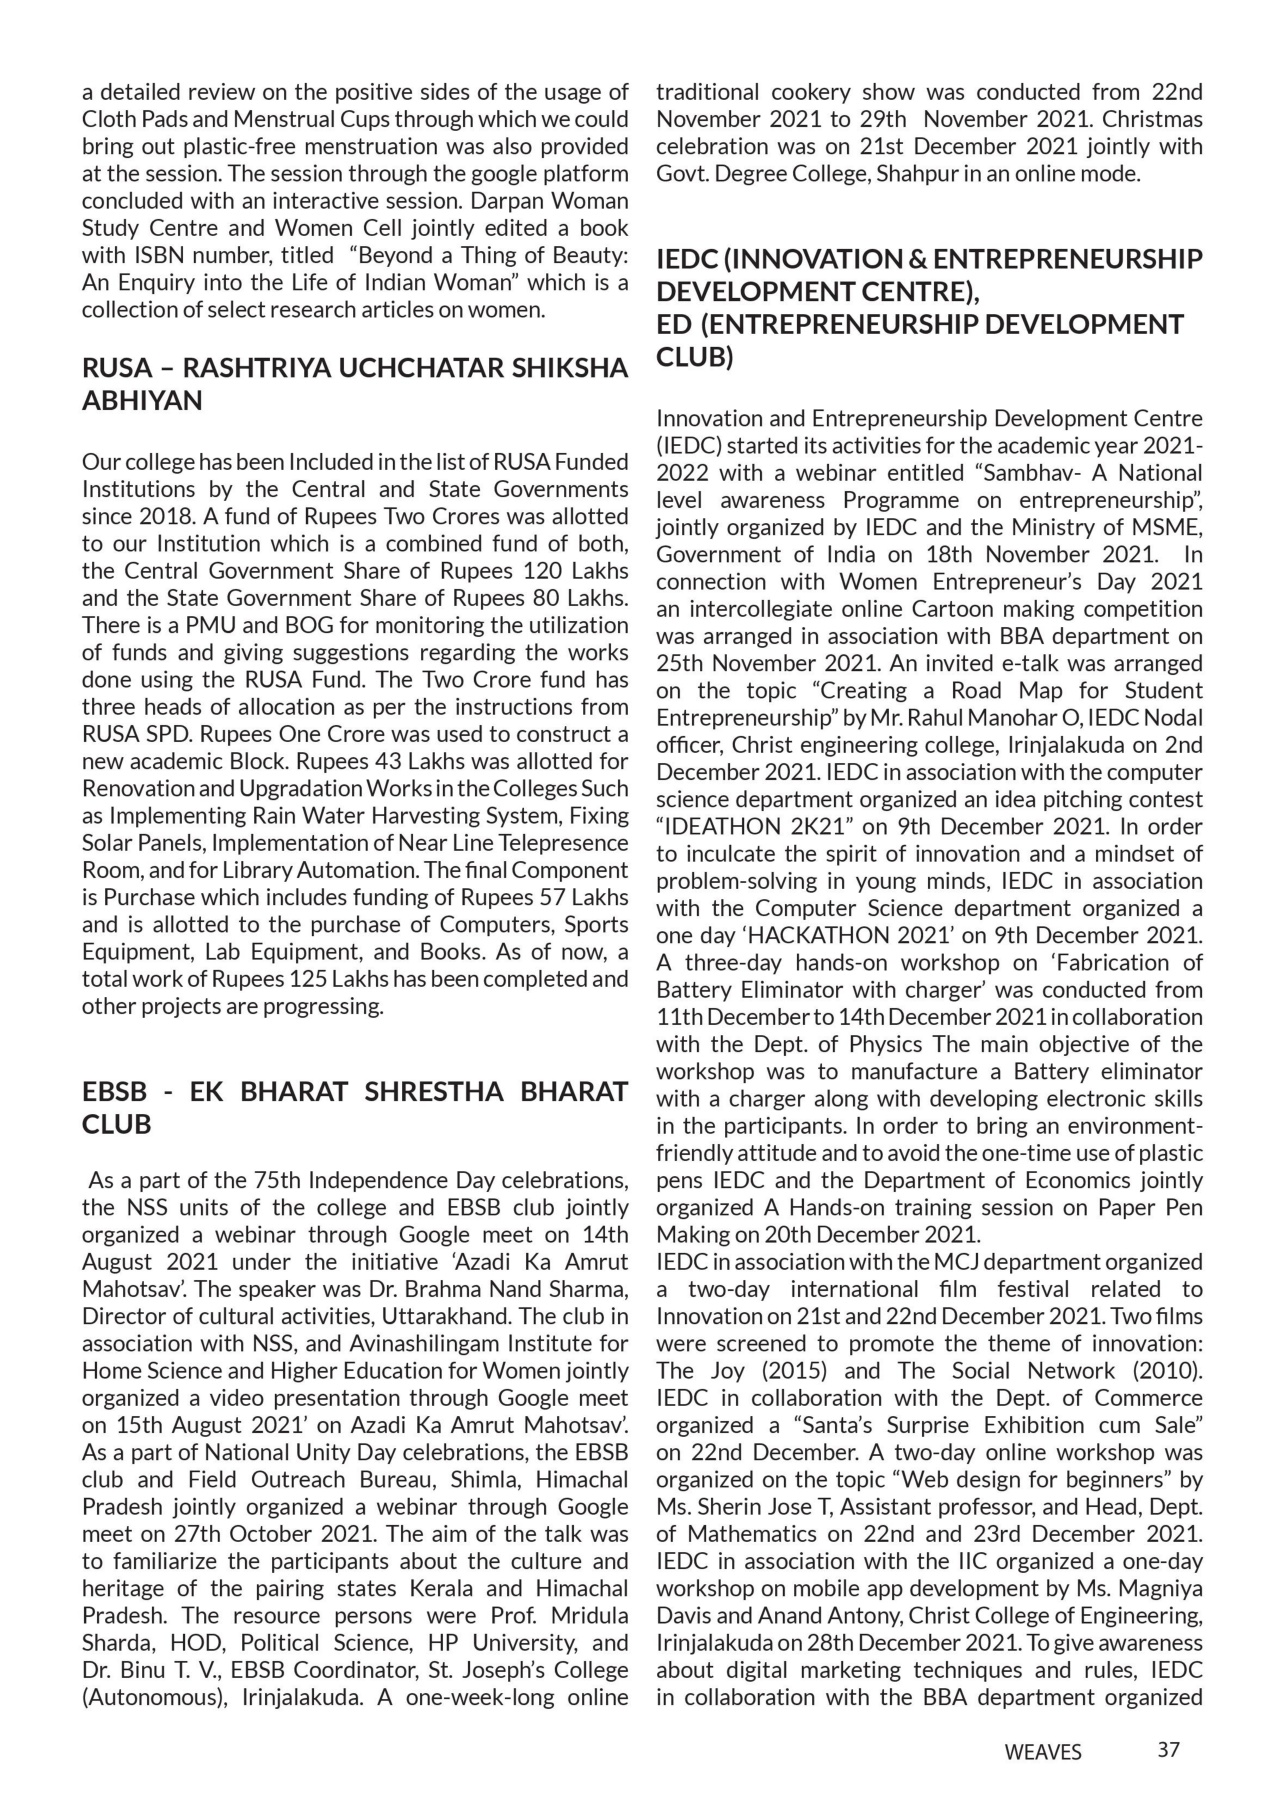 a detailed review on the positive sides of the usage of
Cloth Pads and Menstrual Cups through which we could
bring out plastic-free menstruation was also provided
at the session. The session through the google platform
concluded with an interactive session. Darpan Woman
Study Centre and Women Cell jointly edited a book
with ISBN number, titled “Beyond a Thing of Beauty:
An Enquiry into the Life of Indian Woman” which is a
collection of select research articles on women.
RUSA – RASHTRIYA UCHCHATAR SHIKSHA
ABHIYAN
Our college has been Included in the list of RUSA Funded
Institutions by the Central and State Governments
since 2018. A fund of Rupees Two Crores was allotted
to our Institution which is a combined fund of both,
the Central Government Share of Rupees 120 Lakhs
and the State Government Share of Rupees 80 Lakhs.
There is a PMU and BOG for monitoring the utilization
of funds and giving suggestions regarding the works
done using the RUSA Fund. The Two Crore fund has
three heads of allocation as per the instructions from
RUSA SPD. Rupees One Crore was used to construct a
new academic Block. Rupees 43 Lakhs was allotted for
Renovation and Upgradation Works in the Colleges Such
as Implementing Rain Water Harvesting System, Fixing
Solar Panels, Implementation of Near Line Telepresence
Room, and for Library Automation. The final Component
is Purchase which includes funding of Rupees 57 Lakhs
and is allotted to the purchase of Computers, Sports
Equipment, Lab Equipment, and Books. As of now, a
total work of Rupees 125 Lakhs has been completed and
other projects are progressing.
EBSB - EK BHARAT SHRESTHA BHARAT
CLUB
As a part of the 75th Independence Day celebrations,
the NSS units of the college and EBSB club jointly
organized a webinar through Google meet on 14th
August 2021 under the initiative ‘Azadi Ka Amrut
Mahotsav’. The speaker was Dr. Brahma Nand Sharma,
Director of cultural activities, Uttarakhand. The club in
association with NSS, and Avinashilingam Institute for
Home Science and Higher Education for Women jointly
organized a video presentation through Google meet
on 15th August 2021’ on Azadi Ka Amrut Mahotsav’.
As a part of National Unity Day celebrations, the EBSB
club and Field Outreach Bureau, Shimla, Himachal
Pradesh jointly organized a webinar through Google
meet on 27th October 2021. The aim of the talk was
to familiarize the participants about the culture and
heritage of the pairing states Kerala and Himachal
Pradesh. The resource persons were Prof. Mridula
Sharda, HOD, Political Science, HP University, and
Dr. Binu T. V., EBSB Coordinator, St. Joseph’s College
(Autonomous), Irinjalakuda. A one-week-long online
traditional cookery show was conducted from 22nd
November 2021 to 29th November 2021. Christmas
celebration was on 21st December 2021 jointly with
Govt. Degree College, Shahpur in an online mode.
IEDC (INNOVATION & ENTREPRENEURSHIP
DEVELOPMENT CENTRE),
ED (ENTREPRENEURSHIP DEVELOPMENT
CLUB)
Innovation and Entrepreneurship Development Centre
(IEDC) started its activities for the academic year 2021-
2022 with a webinar entitled “Sambhav- A National
level awareness Programme on entrepreneurship”,
jointly organized by IEDC and the Ministry of MSME,
Government of India on 18th November 2021. In
connection with Women Entrepreneur’s Day 2021
an intercollegiate online Cartoon making competition
was arranged in association with BBA department on
25th November 2021. An invited e-talk was arranged
on the topic “Creating a Road Map for Student
Entrepreneurship” by Mr. Rahul Manohar O, IEDC Nodal
officer, Christ engineering college, Irinjalakuda on 2nd
December 2021. IEDC in association with the computer
science department organized an idea pitching contest
“IDEATHON 2K21” on 9th December 2021. In order
to inculcate the spirit of innovation and a mindset of
problem-solving in young minds, IEDC in association
with the Computer Science department organized a
one day ‘HACKATHON 2021’ on 9th December 2021.
A three-day hands-on workshop on ‘Fabrication of
Battery Eliminator with charger’ was conducted from
11th December to 14th December 2021 in collaboration
with the Dept. of Physics The main objective of the
workshop was to manufacture a Battery eliminator
with a charger along with developing electronic skills
in the participants. In order to bring an environment-
friendly attitude and to avoid the one-time use of plastic
pens IEDC and the Department of Economics jointly
organized A Hands-on training session on Paper Pen
Making on 20th December 2021.
IEDC in association with the MCJ department organized
a two-day international film festival related to
Innovation on 21st and 22nd December 2021. Two films
were screened to promote the theme of innovation:
The Joy (2015) and The Social Network (2010).
IEDC in collaboration with the Dept. of Commerce
organized a “Santa’s Surprise Exhibition cum Sale”
on 22nd December. A two-day online workshop was
organized on the topic “Web design for beginners” by
Ms. Sherin Jose T, Assistant professor, and Head, Dept.
of Mathematics on 22nd and 23rd December 2021.
IEDC in association with the IIC organized a one-day
workshop on mobile app development by Ms. Magniya
Davis and Anand Antony, Christ College of Engineering,
Irinjalakuda on 28th December 2021. To give awareness
about digital marketing techniques and rules, IEDC
in collaboration with the BBA department organized
WEAVES 37